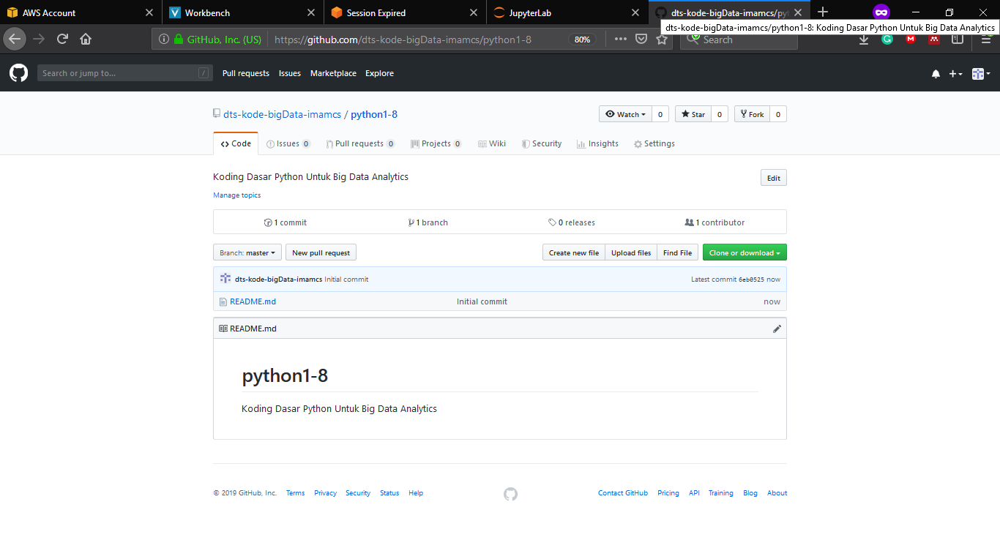 AWS Account
Workbench
Session Expired
JupyterLab
dts-kode-bigData-imamcs/pyt
dts-kode-bigData-imamcs/python1-8: Koding Dasar Python Untuk Big Data Analytics
GitHub, Inc. (US)
https://github.com/dts-kode-bigData-imamcs/python1-8
80%
Search
Search or jump to...
/
Pull requests
Issues
Marketplace
Explore
dts-kode-bigData-imamcs / python1-8
Watch 0
Star 0
Fork 0
Code
Issues 0
Pull requests 0
Projects 0
Wiki
Security
Insights
Settings
Koding Dasar Python Untuk Big Data Analytics
Edit
Manage topics
1 commit
1 branch
0 releases
1 contributor
Branch: master
New pull request
Create new file
Upload files
Find File
Clone or download
dts-kode-bigData-imamcs Initial commit
Latest commit 6eb0525 now
README.md
Initial commit
now
README.md
python1-8
Koding Dasar Python Untuk Big Data Analytics
© 2019 GitHub, Inc.
Terms
Privacy
Security
Status
Help
Contact GitHub
Pricing
API
Training
Blog
About